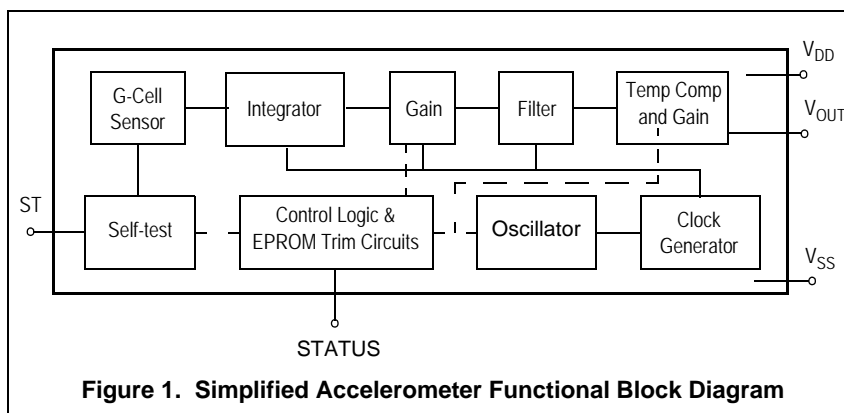 V_DD
G-Cell
Sensor
Integrator
Gain
Filter
Temp Comp
and Gain
V_OUT
ST
Self-test
Control Logic &
EPROM Trim Circuits
Oscillator
Clock
Generator
V_SS
STATUS
Figure 1. Simplified Accelerometer Functional Block Diagram